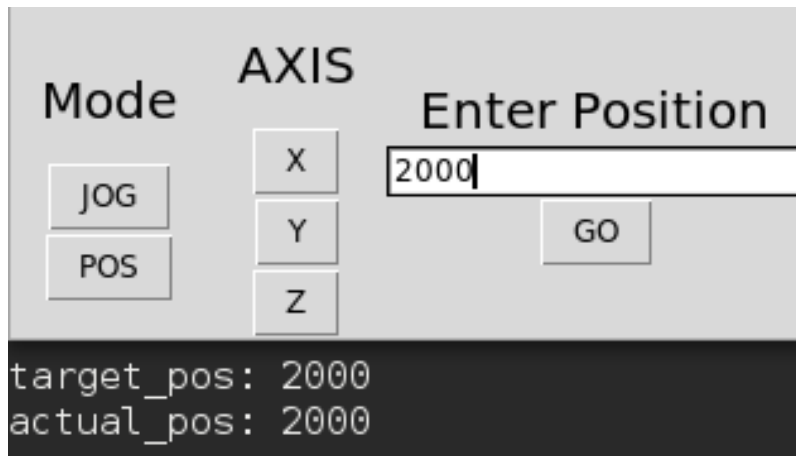 Mode
JOG
POS
AXIS
X
Y
Z
Enter Position
2000
GO
target_pos: 2000
actual_pos: 2000